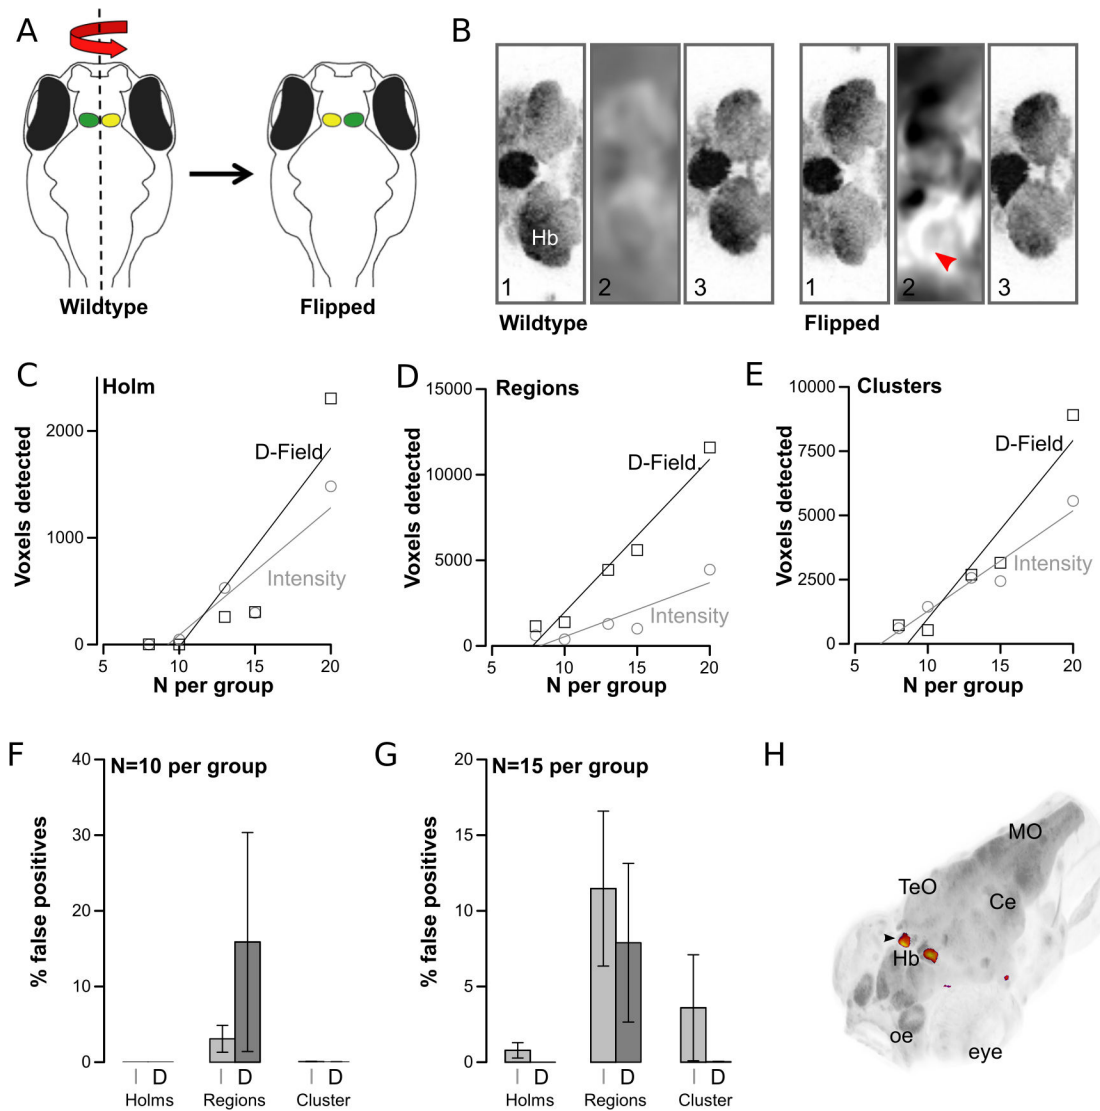 A
Wildtype
Flipped
B
Hb
1
2
3
1
2
3
Wildtype
Flipped
C
Holm
Voxels detected
2000
1000
0
D-Field
Intensity
5
10
15
20
N per group
D
Regions
Voxels detected
15000
10000
5000
0
D-Field
Intensity
5
10
15
20
N per group
E
Clusters
Voxels detected
10000
7500
5000
2500
0
D-Field
Intensity
5
10
15
20
N per group
F
N=10 per group
% false positives
40
30
20
10
0
I D I D I D
Holms Regions Cluster
G
N=15 per group
% false positives
20
15
10
5
0
I D I D I D
Holms Regions Cluster
H
MO
TeO
Ce
Hb
oe
eye